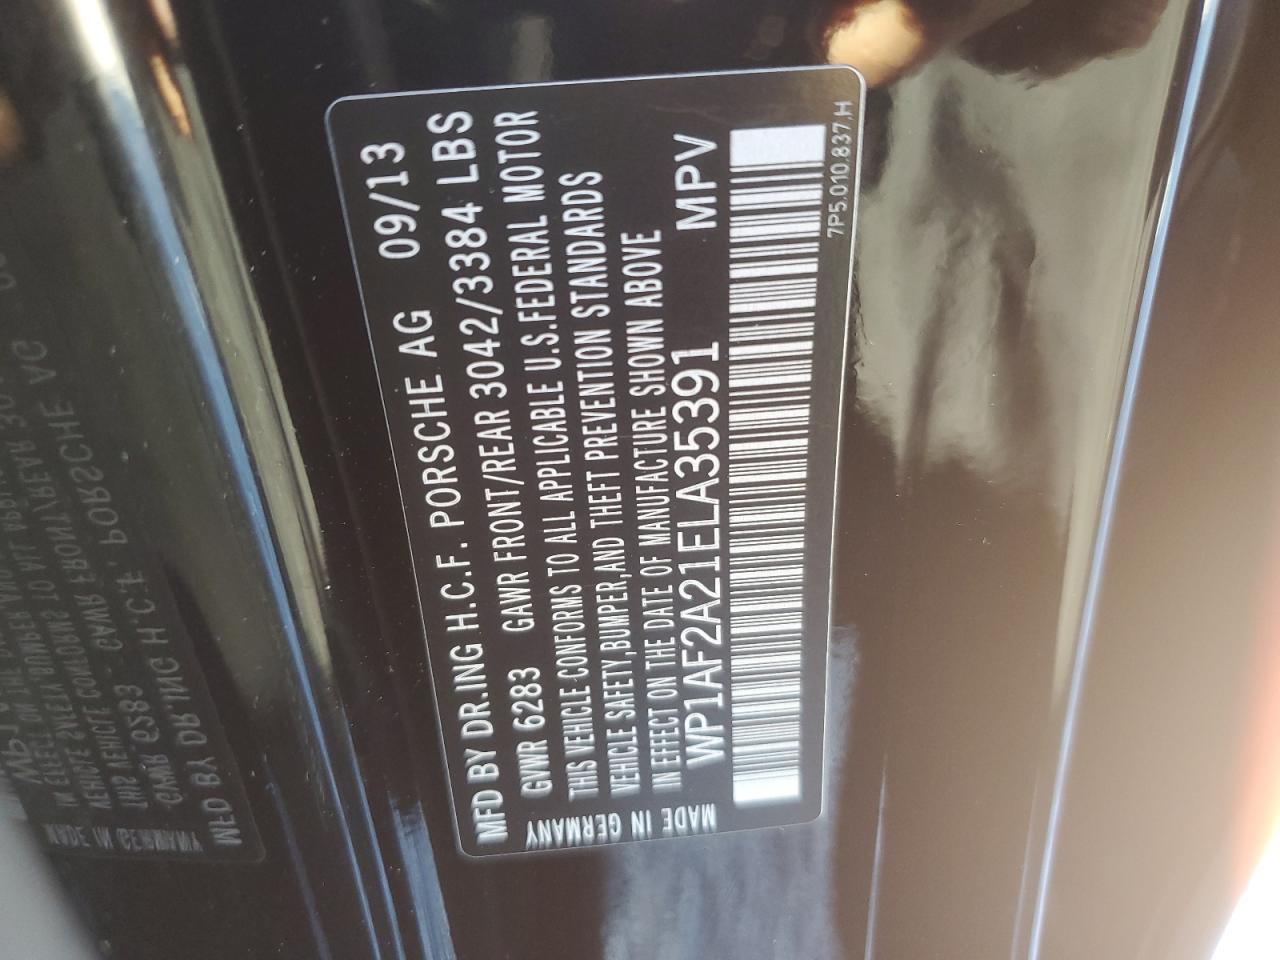 MFD BY DR.ING H.C.F. PORSCHE AG 09/13
GVWR 6283 GAWR FRONT/REAR 3042/3384 LBS
THIS VEHICLE CONFORMS TO ALL APPLICABLE U.S.FEDERAL MOTOR
VEHICLE SAFETY,BUMPER,AND THEFT PREVENTION STANDARDS
IN EFFECT ON THE DATE OF MANUFACTURE SHOWN ABOVE
WP1AF2A21ELA35391 MPV
MADE IN GERMANY
7P5.010.837.H